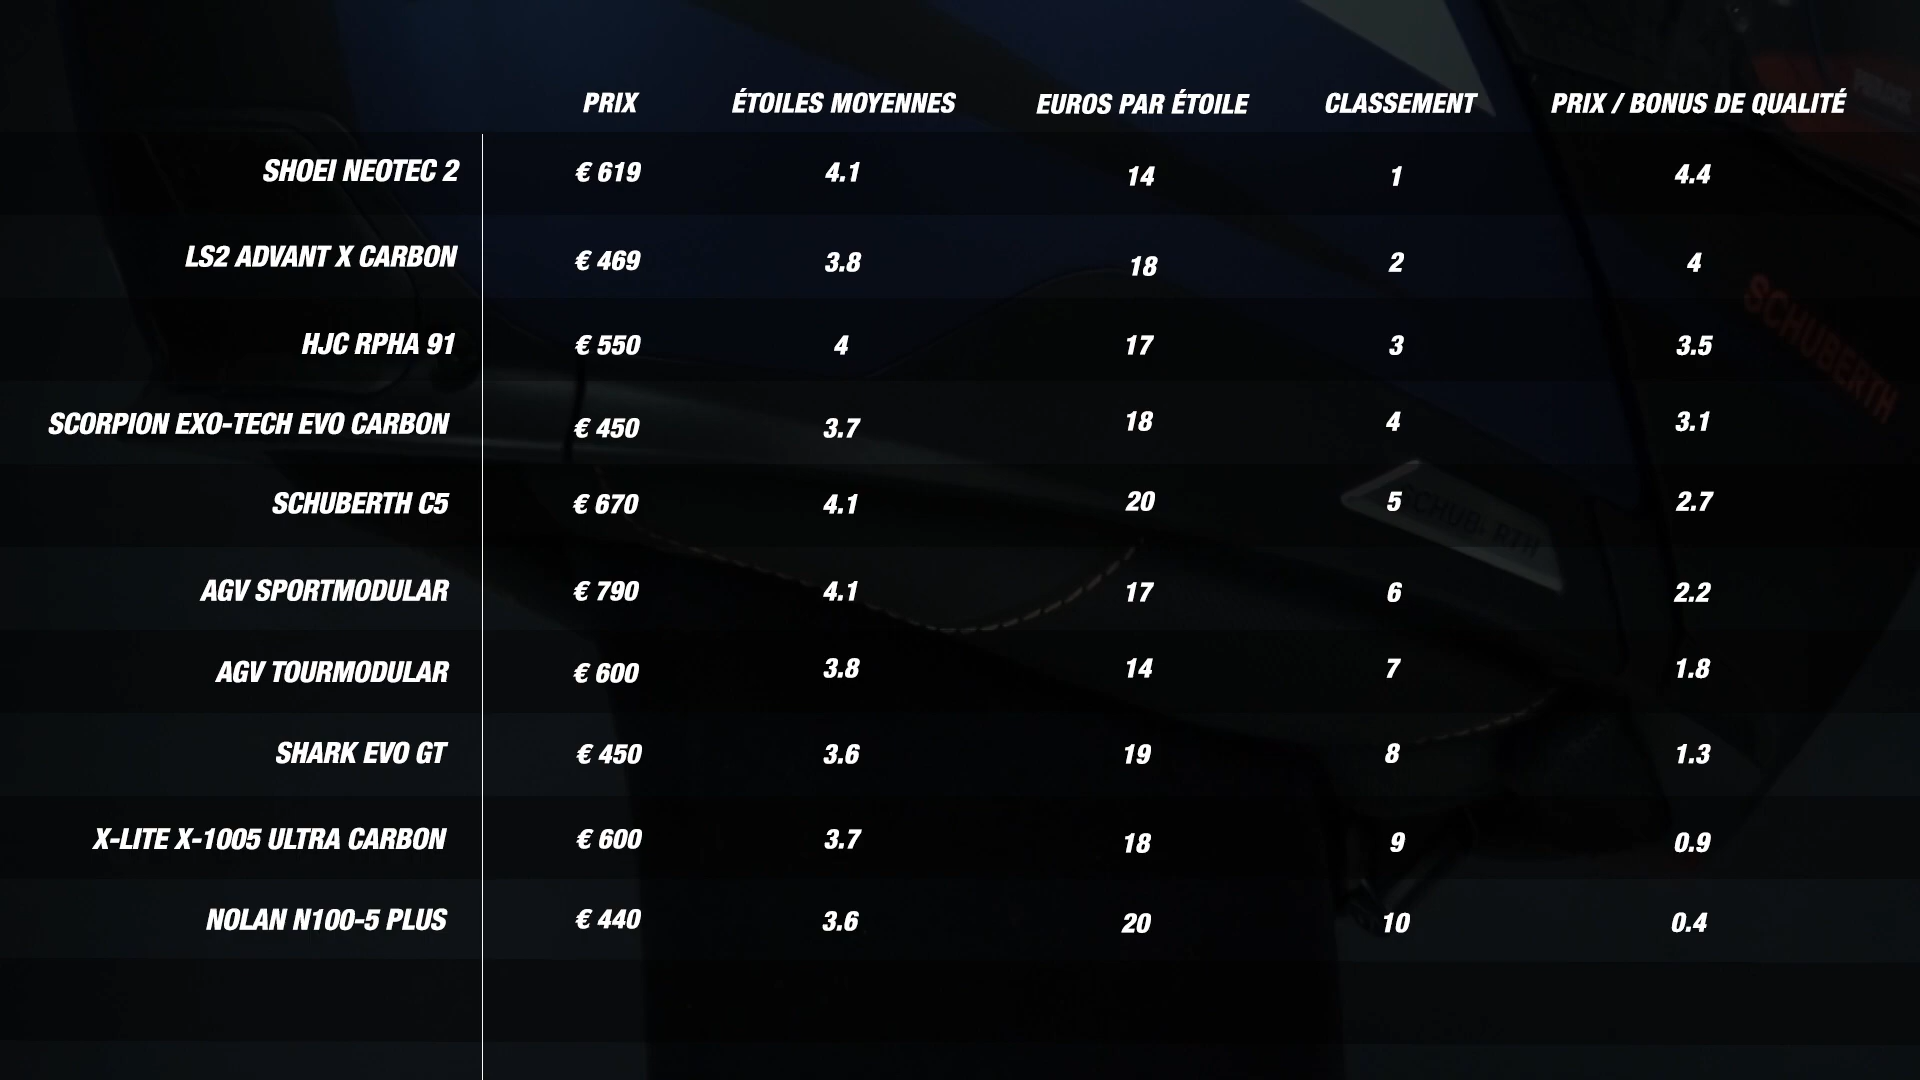 PRIX ÉTOILES MOYENNES EUROS PAR ÉTOILE CLASSEMENT PRIX / BONUS DE QUALITÉ
SHOEI NEOTEC 2 € 619 4.1 14 1 4.4
LS2 ADVANT X CARBON € 469 3.8 18 2 4
HJC RPHA 91 € 550 4 17 3 3.5
SCORPION EXO-TECH EVO CARBON € 450 3.7 18 4 3.1
SCHUBERTH C5 € 670 4.1 20 5 2.7
AGV SPORTMODULAR € 790 4.1 17 6 2.2
AGV TOURMODULAR € 600 3.8 14 7 1.8
SHARK EVO GT € 450 3.6 19 8 1.3
X-LITE X-1005 ULTRA CARBON € 600 3.7 18 9 0.9
NOLAN N100-5 PLUS € 440 3.6 20 10 0.4
SCHUBERTH